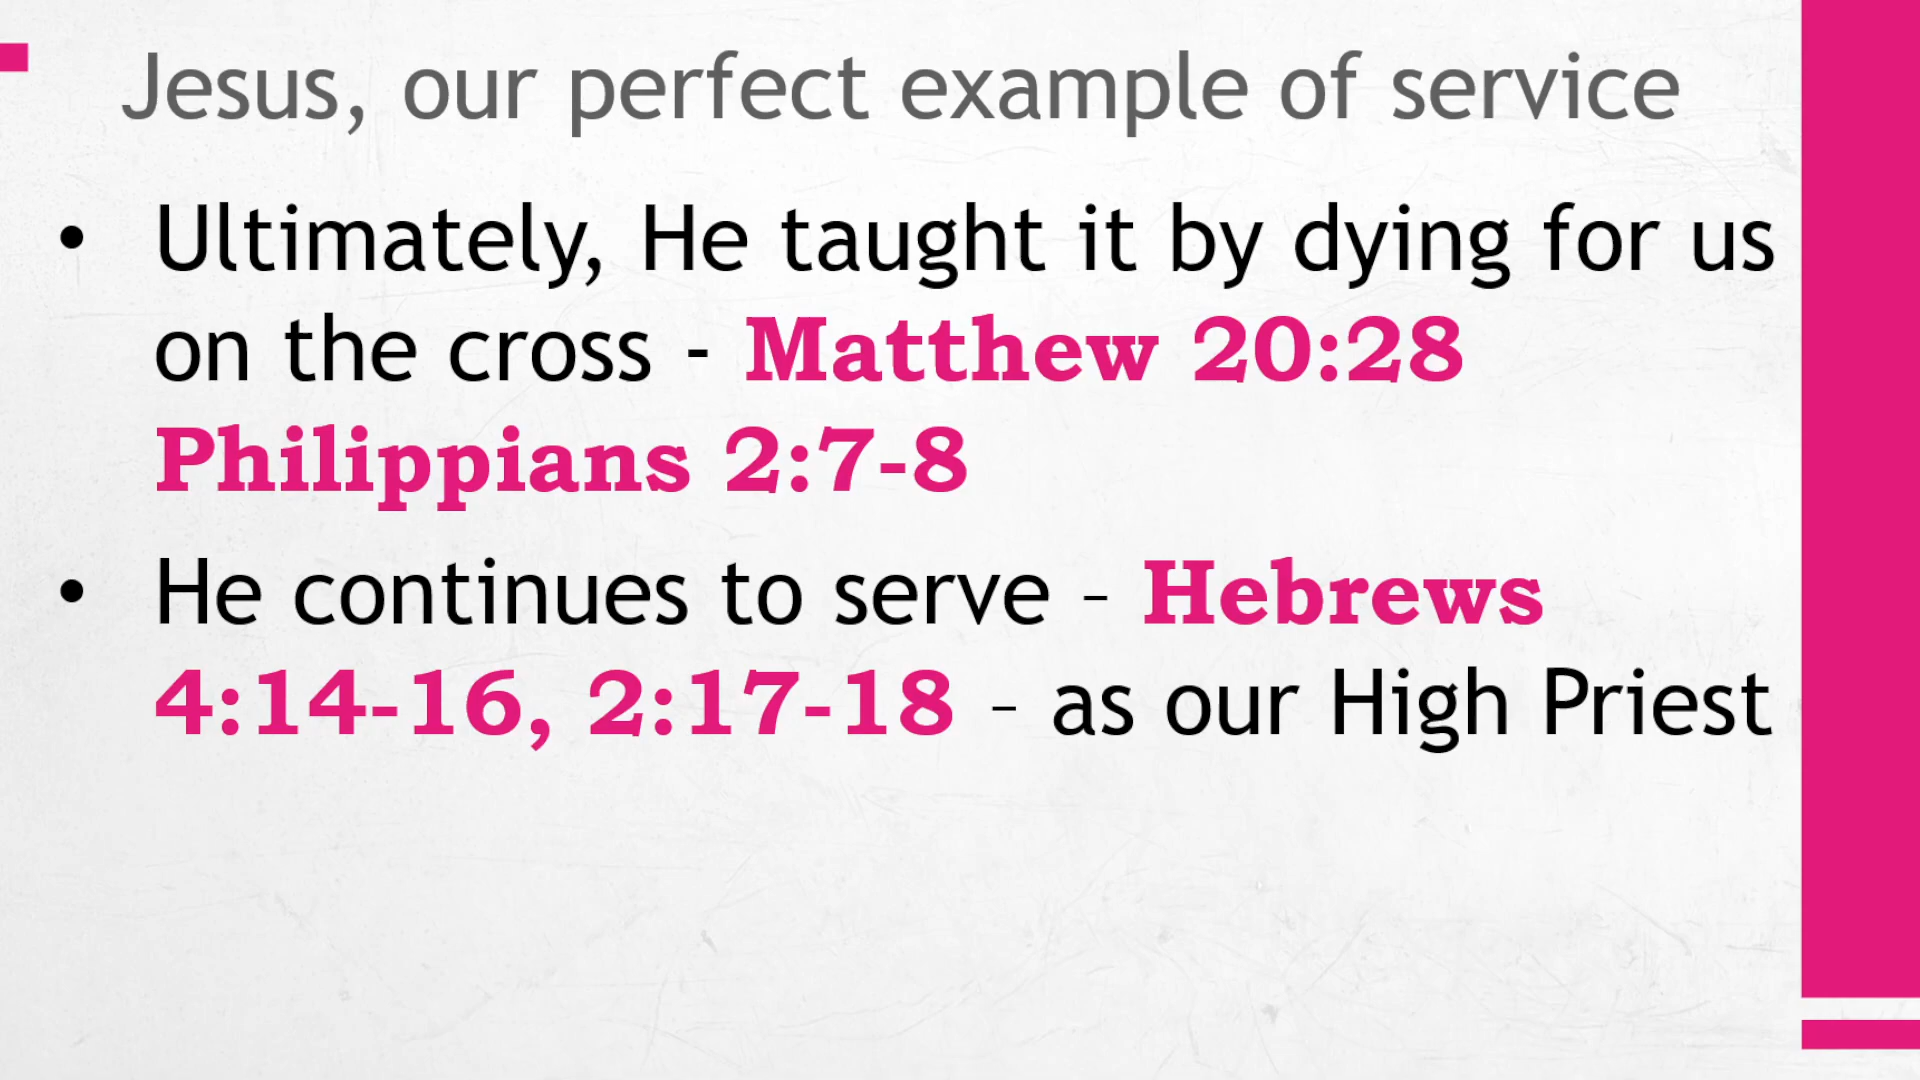 Jesus, our perfect example of service
• Ultimately, He taught it by dying for us
on the cross - Matthew 20:28
Philippians 2:7-8
• He continues to serve – Hebrews
4:14-16, 2:17-18 – as our High Priest